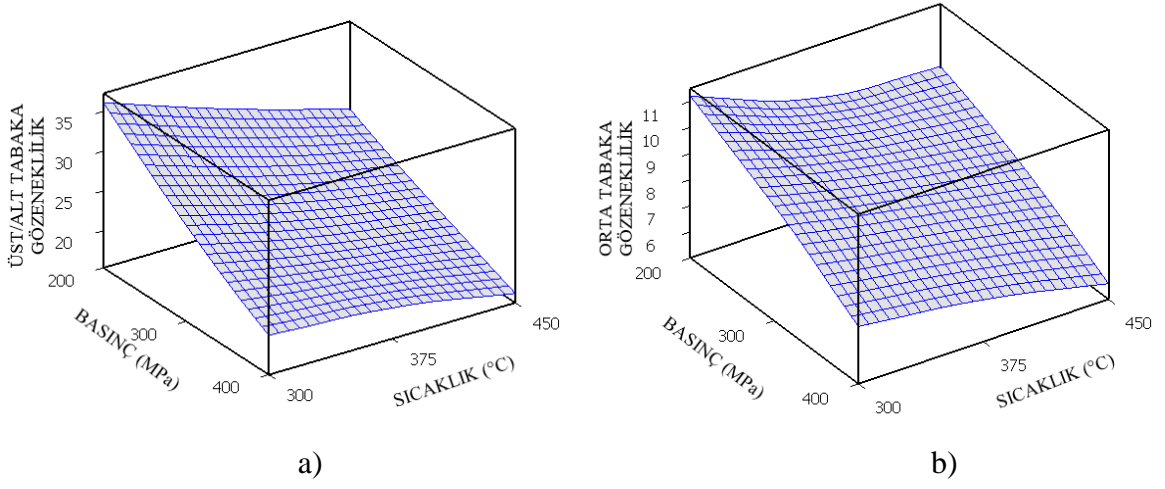 ÜST/ALT TABAKA
GÖZENEKLİLİK
35
30
25
20
200
300
400
BASINÇ (MPa)
300
375
450
SICAKLIK (°C)
a)
ORTA TABAKA
GÖZENEKLİLİK
11
10
9
8
7
6
200
300
400
BASINÇ (MPa)
300
375
450
SICAKLIK (°C)
b)